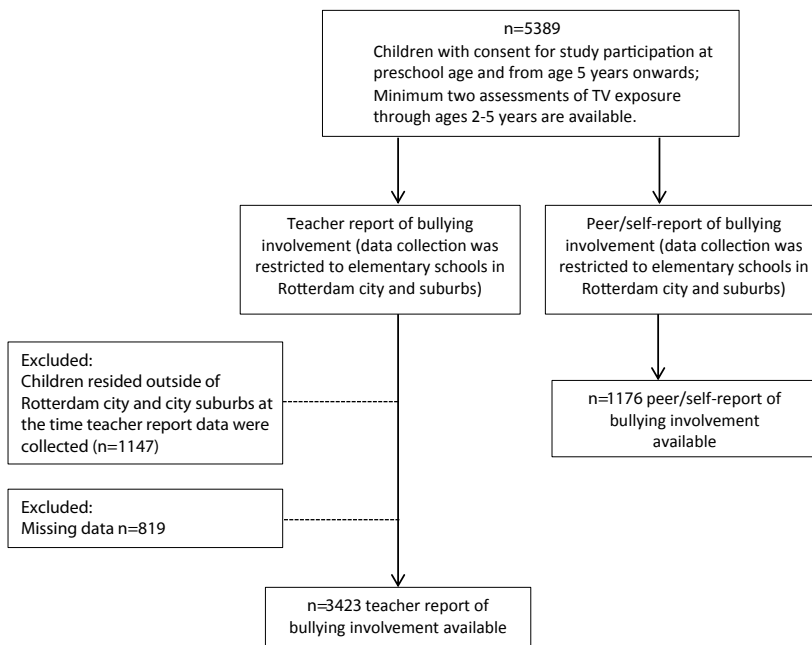 n=5389
Children with consent for study participation at
preschool age and from age 5 years onwards;
Minimum two assessments of TV exposure
through ages 2-5 years are available.
Teacher report of bullying
involvement (data collection was
restricted to elementary schools in
Rotterdam city and suburbs)
Peer/self-report of bullying
involvement (data collection was
restricted to elementary schools in
Rotterdam city and suburbs)
Excluded:
Children resided outside of
Rotterdam city and city suburbs at
the time teacher report data were
collected (n=1147)
n=1176 peer/self-report of
bullying involvement
available
Excluded:
Missing data n=819
n=3423 teacher report of
bullying involvement available